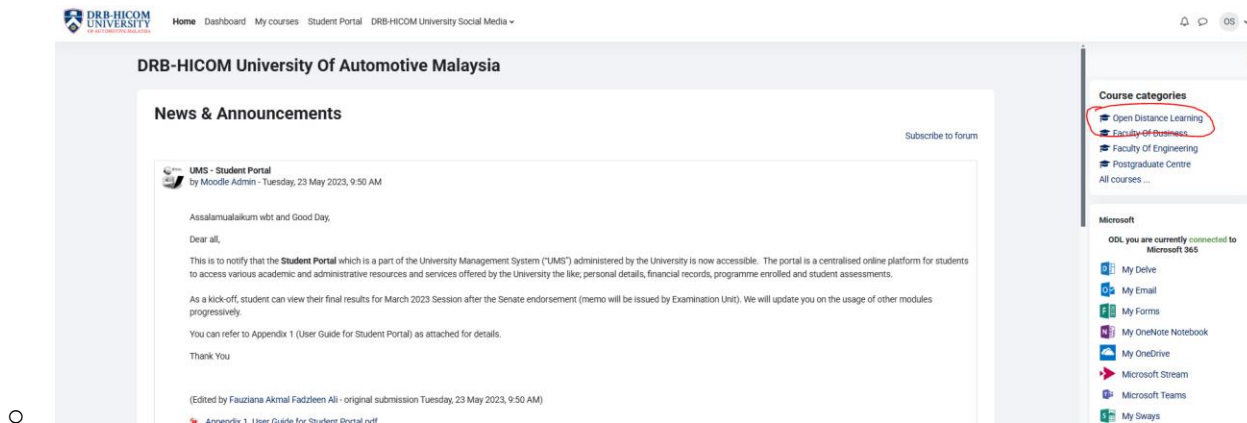 DRB-HICOM
UNIVERSITY
OF AUTOMOTIVE MALAYSIA
Home Dashboard My courses Student Portal DRB-HICOM University Social Media
OS
DRB-HICOM University Of Automotive Malaysia
News & Announcements
Subscribe to forum
UMS - Student Portal
by Moodle Admin - Tuesday, 23 May 2023, 9:50 AM
Assalamualaikum wbt and Good Day,
Dear all,
This is to notify that the Student Portal which is a part of the University Management System ("UMS") administered by the University is now accessible. The portal is a centralised online platform for students
to access various academic and administrative resources and services offered by the University the like; personal details, financial records, programme enrolled and student assessments.
As a kick-off, student can view their final results for March 2023 Session after the Senate endorsement (memo will be issued by Examination Unit). We will update you on the usage of other modules
progressively.
You can refer to Appendix 1 (User Guide for Student Portal) as attached for details.
Thank You
(Edited by Fauziana Akmal Fadzleen Ali - original submission Tuesday, 23 May 2023, 9:50 AM)
Appendix 1_User Guide for Student Portal.pdf
Course categories
Open Distance Learning
Faculty Of Business
Faculty Of Engineering
Postgraduate Centre
All courses ...
Microsoft
ODL you are currently connected to
Microsoft 365
My Delve
My Email
My Forms
My OneNote Notebook
My OneDrive
Microsoft Stream
Microsoft Teams
My Sways